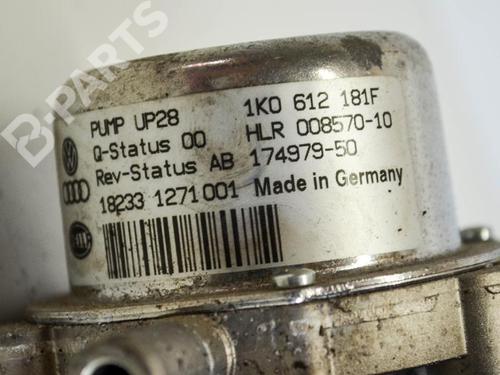 B-PARTS
PUMP UP28 1K0 612 181F
Q-Status 00 HLR 008570-10
Rev-Status AB 174979-50
18233 1271001 Made in Germany